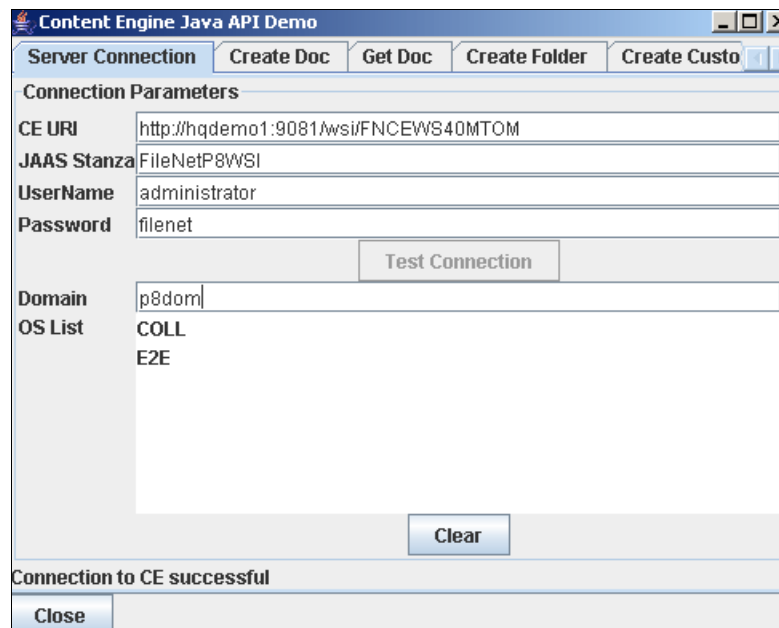 Content Engine Java API Demo
Server Connection Create Doc Get Doc Create Folder Create Custo
Connection Parameters
CE URI http://hqdemo1:9081/wsi/FNCEWS40MTOM
JAAS Stanza FileNetP8WSI
UserName administrator
Password filenet
Test Connection
Domain p8dom
OS List COLL
E2E
Clear
Connection to CE successful
Close